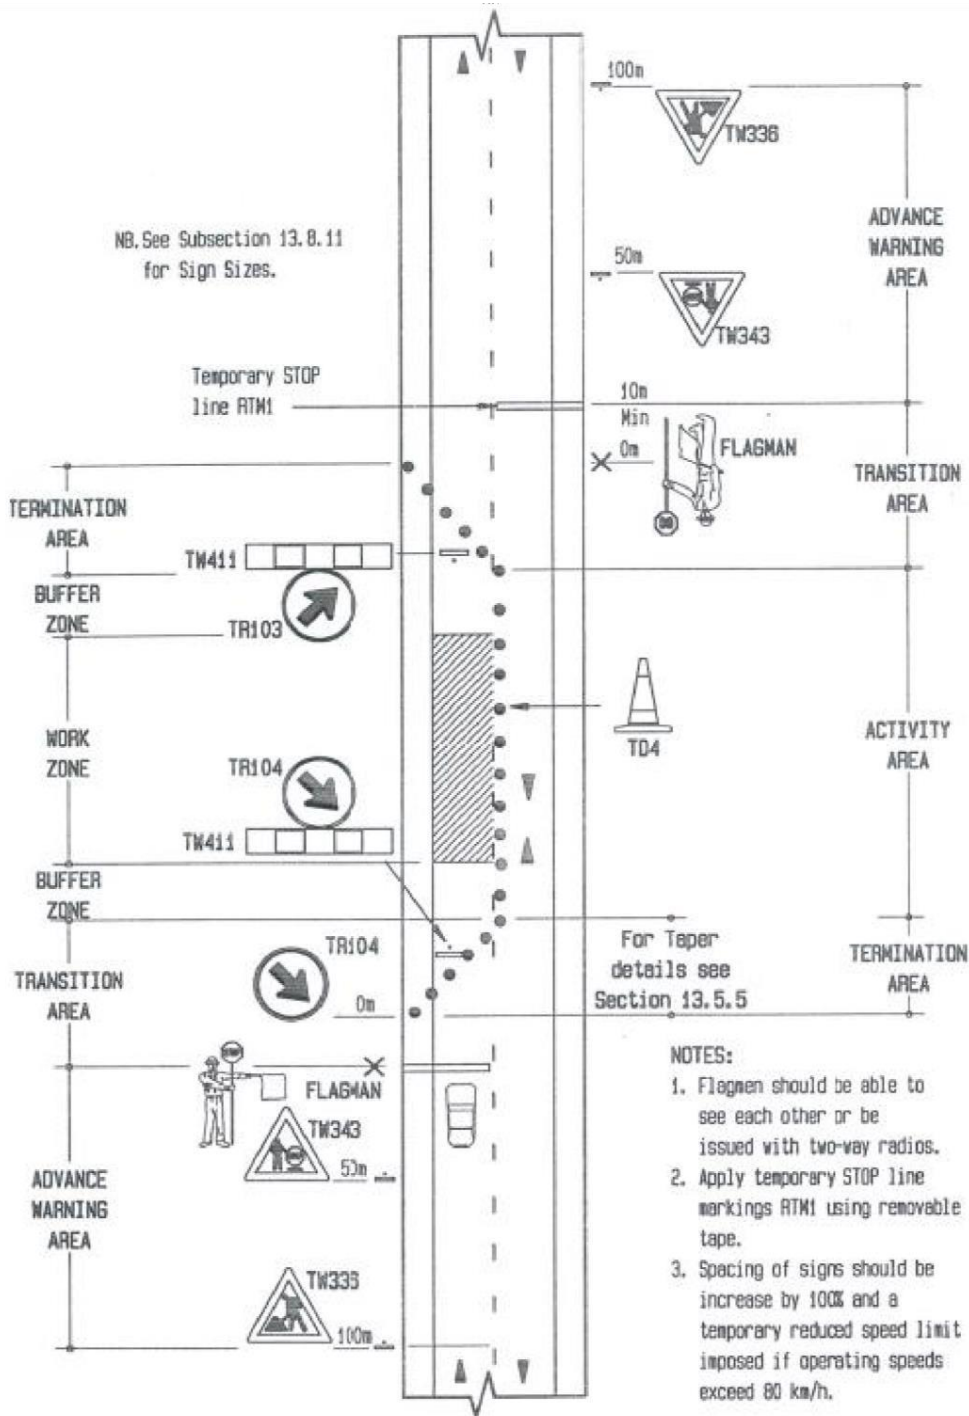 100m
TW336
ADVANCE
WARNING
AREA
NB.See Subsection 13.8.11
for Sign Sizes.
50m
TW343
Temporary STOP
line RTM1
10m
Min
0m
FLAGMAN
TRANSITION
AREA
TERMINATION
AREA
TW411
BUFFER
ZONE
TR103
WORK
ZONE
TD4
ACTIVITY
AREA
TR104
TW411
BUFFER
ZONE
TR104
For Taper
details see
Section 13.5.5
TERMINATION
AREA
TRANSITION
AREA
0m
STOP
FLAGMAN
TW343
50m
ADVANCE
WARNING
AREA
TW336
100m
NOTES:
1. Flagmen should be able to
see each other or be
issued with two-way radios.
2. Apply temporary STOP line
markings RTM1 using removable
tape.
3. Spacing of signs should be
increase by 100% and a
temporary reduced speed limit
imposed if operating speeds
exceed 80 km/h.